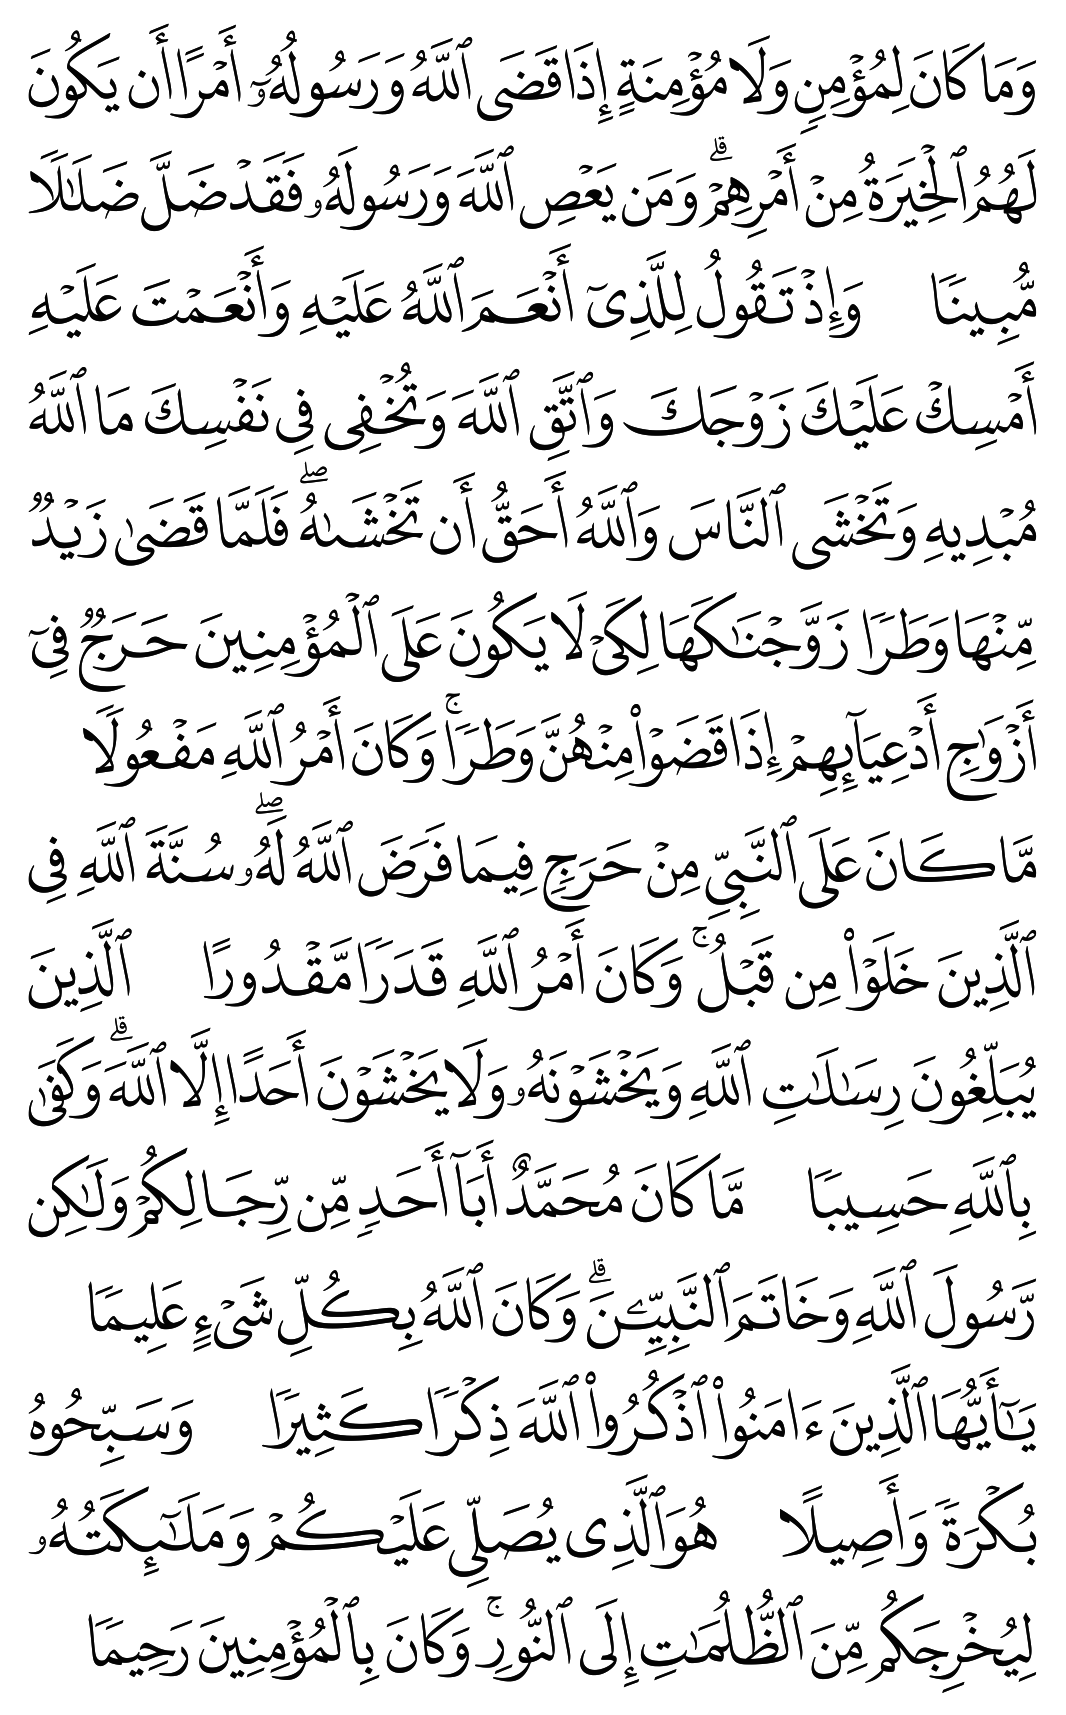 وَمَا كَانَ لِمُؤْمِنٍ وَلَا مُؤْمِنَةٍ إِذَا قَضَى ٱللَّهُ وَرَسُولُهُۥٓ أَمْرًا أَن يَكُونَ
لَهُمُ ٱلْخِيَرَةُ مِنْ أَمْرِهِمْ ۗ وَمَن يَعْصِ ٱللَّهَ وَرَسُولَهُۥ فَقَدْ ضَلَّ ضَلَـٰلًا
مُّبِينًا وَإِذْ تَقُولُ لِلَّذِىٓ أَنْعَمَ ٱللَّهُ عَلَيْهِ وَأَنْعَمْتَ عَلَيْهِ
أَمْسِكْ عَلَيْكَ زَوْجَكَ وَٱتَّقِ ٱللَّهَ وَتُخْفِى فِى نَفْسِكَ مَا ٱللَّهُ
مُبْدِيهِ وَتَخْشَى ٱلنَّاسَ وَٱللَّهُ أَحَقُّ أَن تَخْشَىٰهُ ۖ فَلَمَّا قَضَىٰ زَيْدٌ
مِّنْهَا وَطَرًا زَوَّجْنَـٰكَهَا لِكَىْ لَا يَكُونَ عَلَى ٱلْمُؤْمِنِينَ حَرَجٌ فِىٓ
أَزْوَٰجِ أَدْعِيَآئِهِمْ إِذَا قَضَوْا۟ مِنْهُنَّ وَطَرًا ۚ وَكَانَ أَمْرُ ٱللَّهِ مَفْعُولًا
مَّا كَانَ عَلَى ٱلنَّبِىِّ مِنْ حَرَجٍ فِيمَا فَرَضَ ٱللَّهُ لَهُۥ ۖ سُنَّةَ ٱللَّهِ فِى
ٱلَّذِينَ خَلَوْا۟ مِن قَبْلُ ۚ وَكَانَ أَمْرُ ٱللَّهِ قَدَرًا مَّقْدُورًا ٱلَّذِينَ
يُبَلِّغُونَ رِسَـٰلَـٰتِ ٱللَّهِ وَيَخْشَوْنَهُۥ وَلَا يَخْشَوْنَ أَحَدًا إِلَّا ٱللَّهَ ۗ وَكَفَىٰ
بِٱللَّهِ حَسِيبًا مَّا كَانَ مُحَمَّدٌ أَبَآ أَحَدٍ مِّن رِّجَالِكُمْ وَلَـٰكِن
رَّسُولَ ٱللَّهِ وَخَاتَمَ ٱلنَّبِيِّـۧنَ ۗ وَكَانَ ٱللَّهُ بِكُلِّ شَىْءٍ عَلِيمًا
يَـٰٓأَيُّهَا ٱلَّذِينَ ءَامَنُوا۟ ٱذْكُرُوا۟ ٱللَّهَ ذِكْرًا كَثِيرًا وَسَبِّحُوهُ
بُكْرَةً وَأَصِيلًا هُوَ ٱلَّذِى يُصَلِّى عَلَيْكُمْ وَمَلَـٰٓئِكَتُهُۥ
لِيُخْرِجَكُم مِّنَ ٱلظُّلُمَـٰتِ إِلَى ٱلنُّورِ ۚ وَكَانَ بِٱلْمُؤْمِنِينَ رَحِيمًا